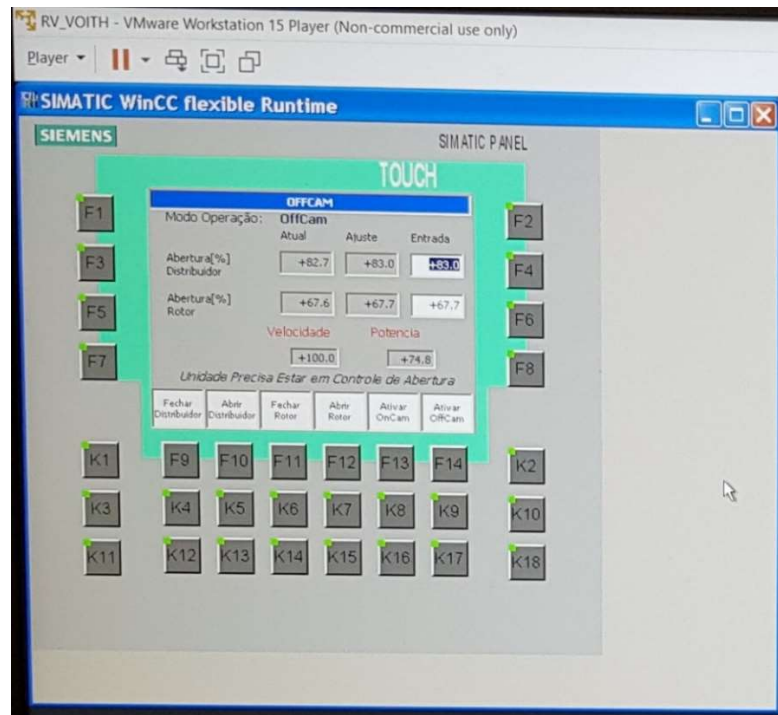 RV_VOITH - VMware Workstation 15 Player (Non-commercial use only)
Player
SIMATIC WinCC flexible Runtime
SIEMENS
SIMATIC PANEL
TOUCH
OFFCAM
Modo Operação: OffCam
Atual Ajuste Entrada
Abertura[%]
Distribuidor
+82.7 +83.0 +83.0
Abertura[%]
Rotor
+67.6 +67.7 +67.7
Velocidade Potencia
+100.0 +74.8
Unidade Precisa Estar em Controle de Abertura
Fechar Distribuidor
Abrir Distribuidor
Fechar Rotor
Abrir Rotor
Ativar OnCam
Ativar OffCam
F1 F2
F3 F4
F5 F6
F7 F8
K1 F9 F10 F11 F12 F13 F14 K2
K3 K4 K5 K6 K7 K8 K9 K10
K11 K12 K13 K14 K15 K16 K17 K18